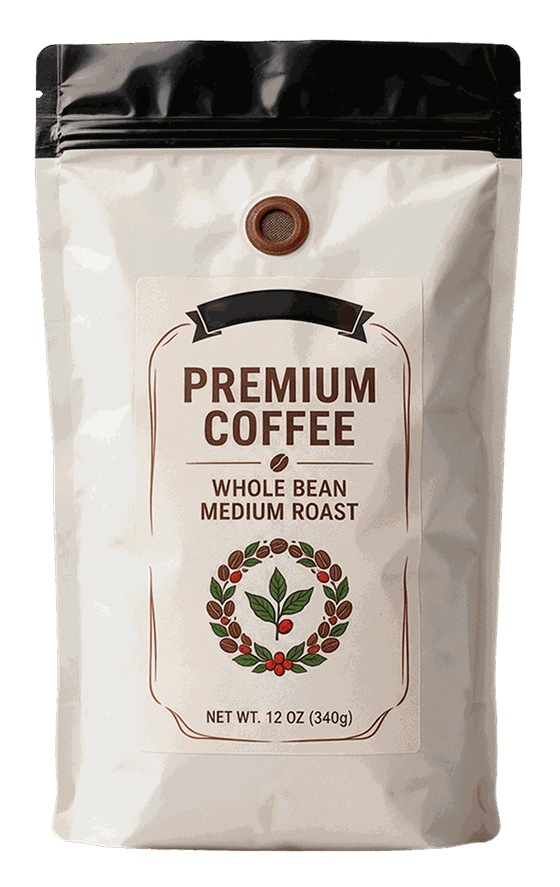 PREMIUM
COFFEE
WHOLE BEAN
MEDIUM ROAST
NET WT. 12 OZ (340g)